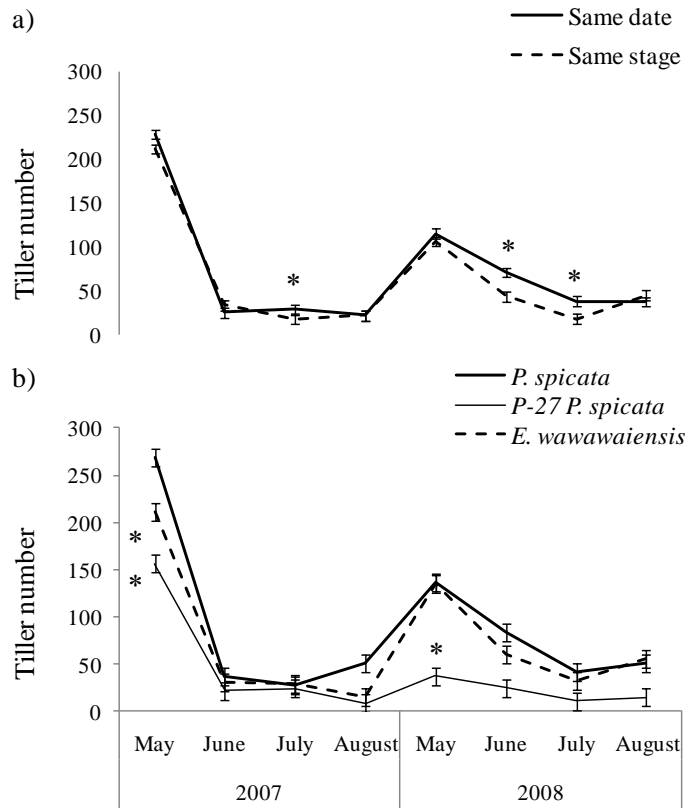 a)
Same date
Same stage
300
250
200
150
100
50
0
Tiller number
*
*
*
b)
P. spicata
P-27 P. spicata
E. wawawaiensis
300
250
200
150
100
50
0
Tiller number
*
*
*
May June July August May June July August
2007 2008